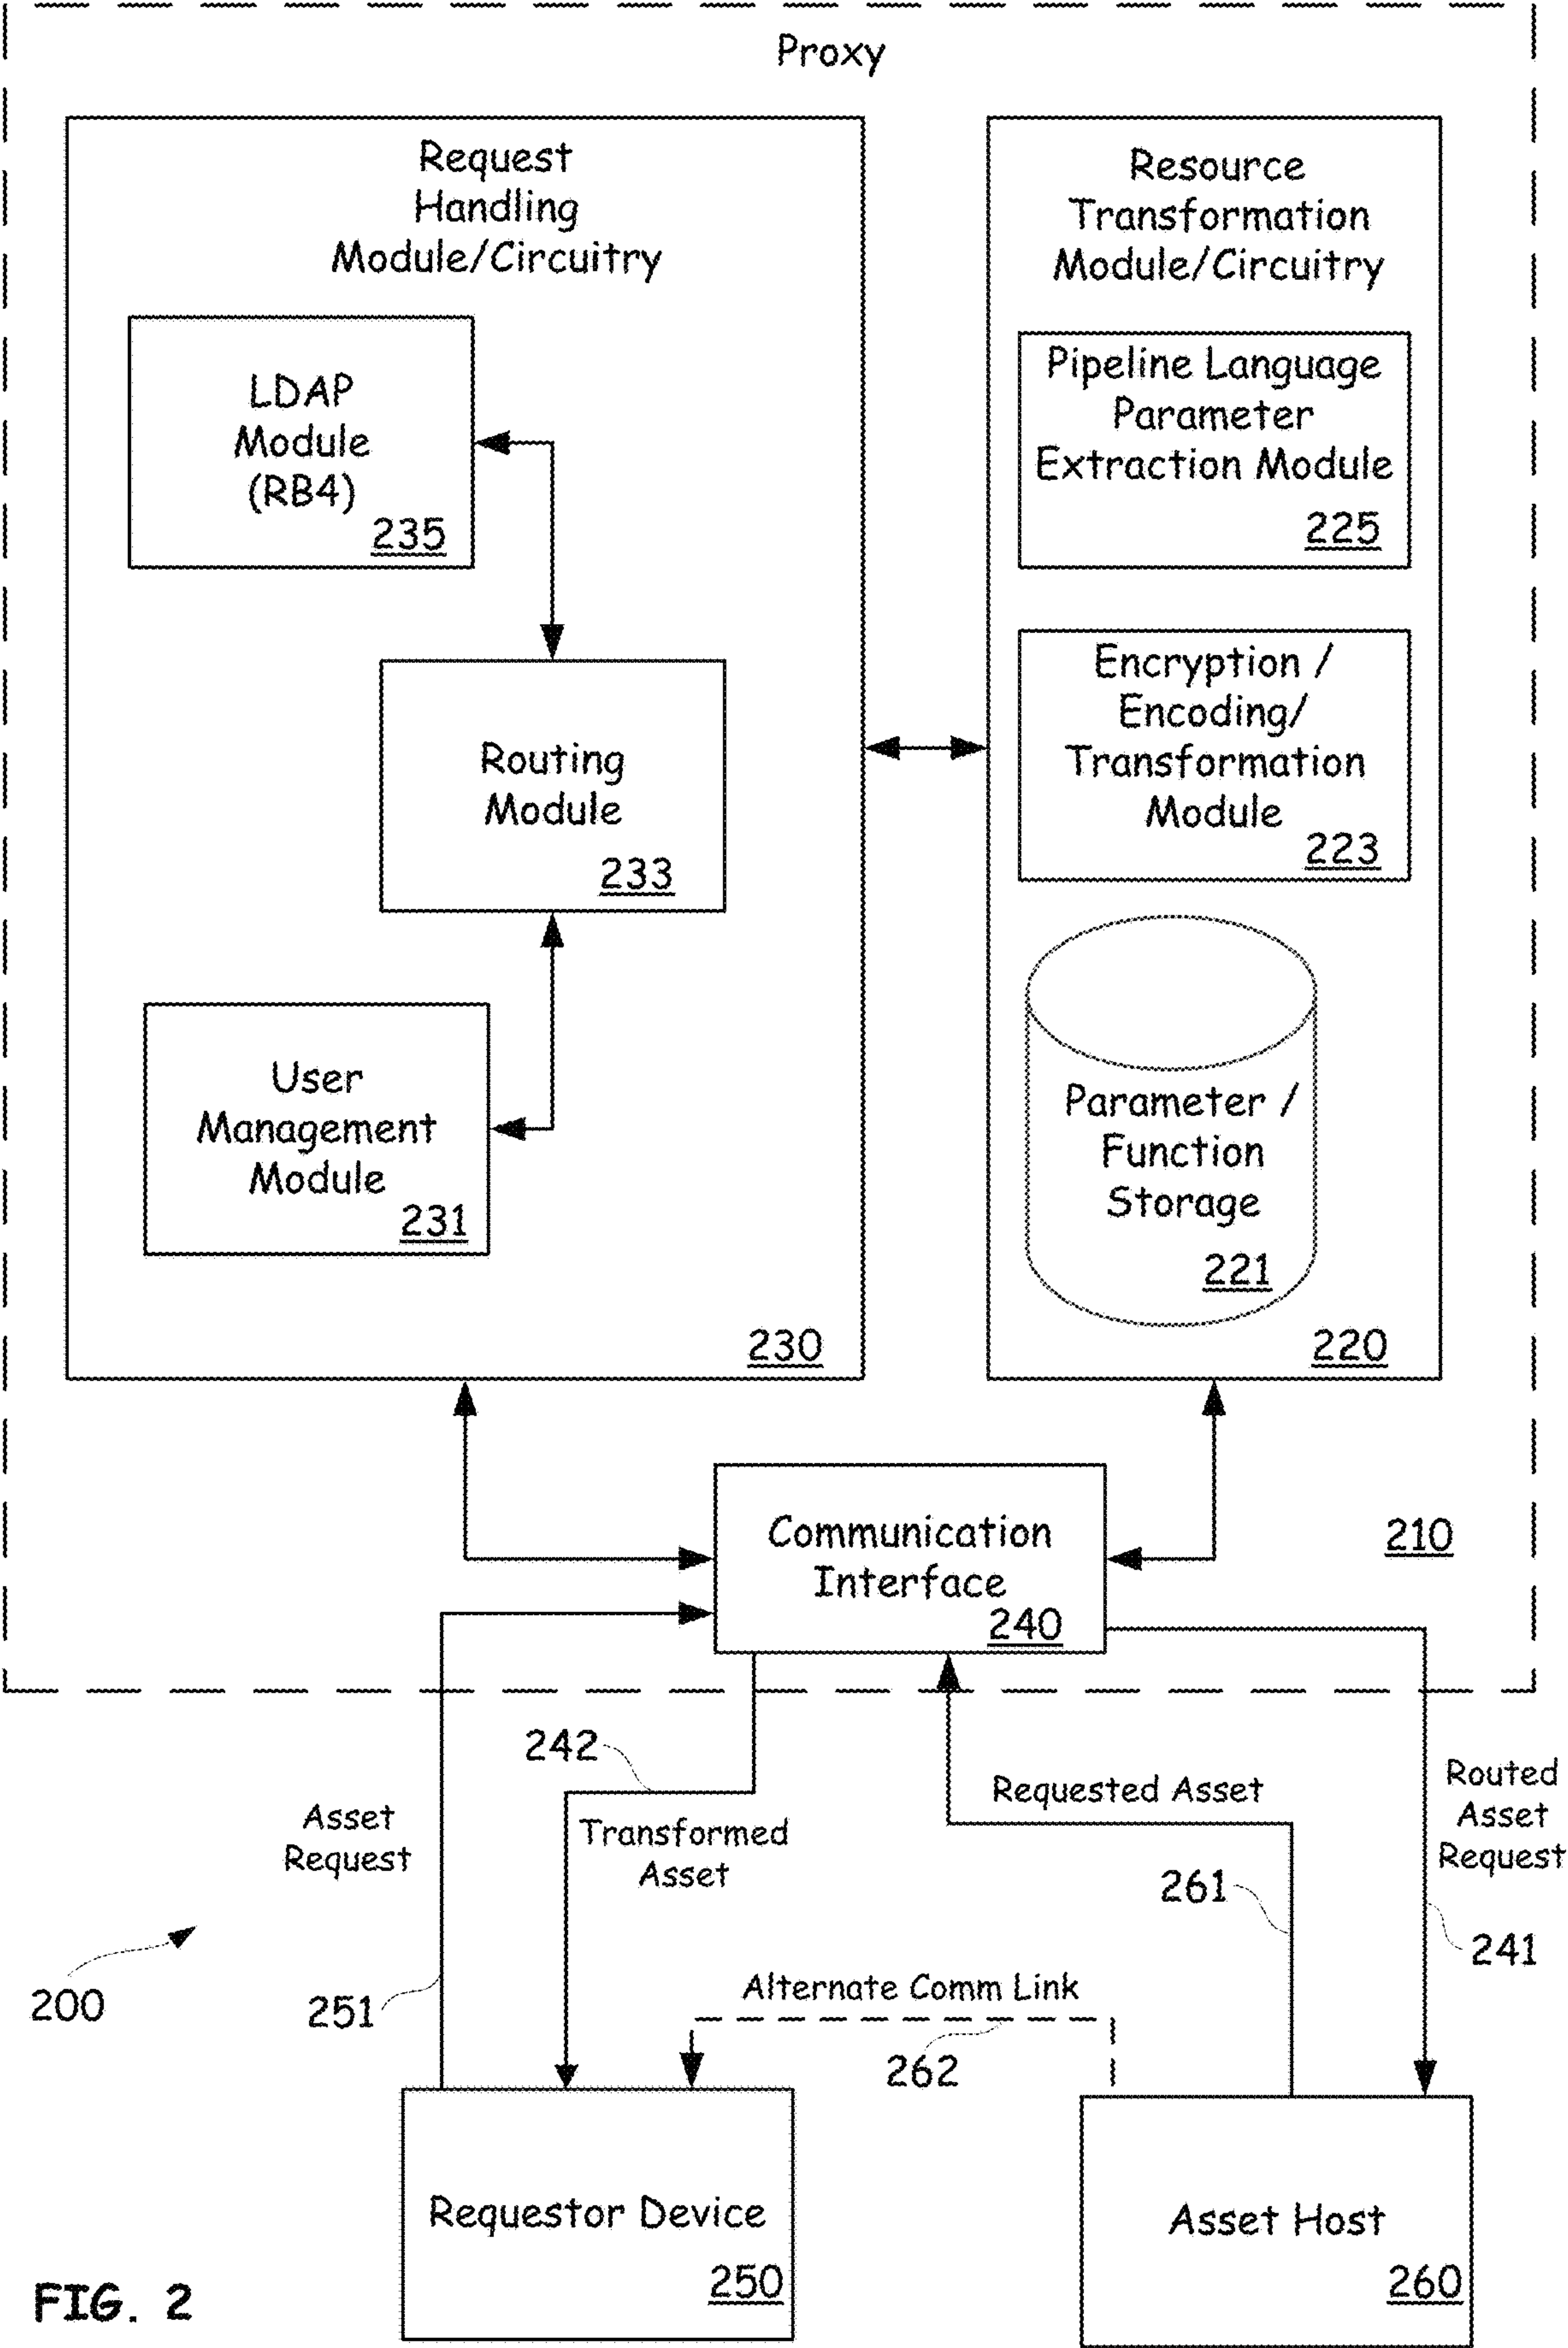 Proxy
Request
Handling
Module/Circuitry
LDAP
Module
(RB4)
235
Routing
Module
233
User
Management
Module
231
230
Resource
Transformation
Module/Circuitry
Pipeline Language
Parameter
Extraction Module
225
Encryption /
Encoding/
Transformation
Module
223
Parameter /
Function
Storage
221
220
Communication
Interface
240
210
242
Asset
Request
Transformed
Asset
Requested Asset
Routed
Asset
Request
261
241
200
251
Alternate Comm Link
262
Requestor Device
250
Asset Host
260
FIG. 2